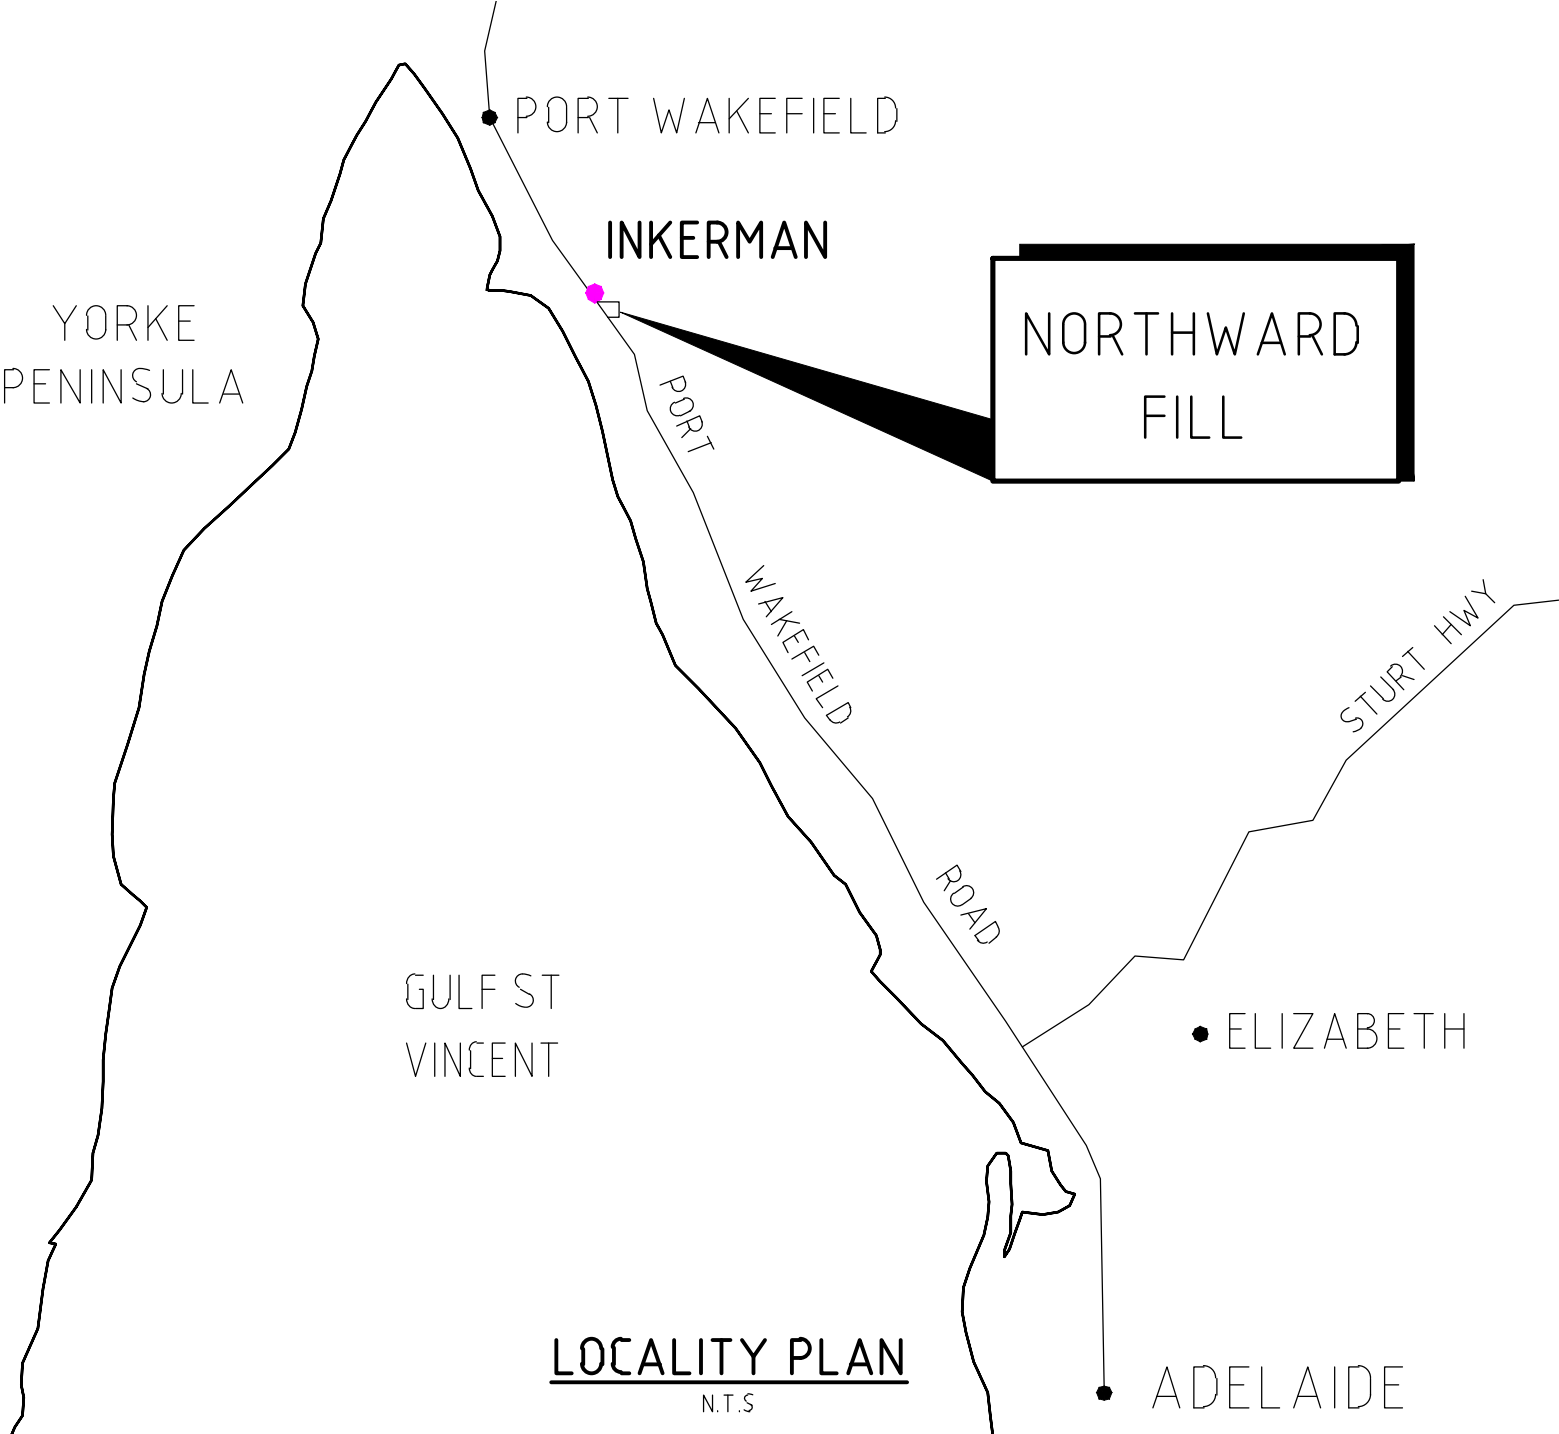 PORT WAKEFIELD
INKERMAN
NORTHWARD
FILL
YORKE
PENINSULA
PORT
WAKEFIELD
ROAD
STURT HWY
GULF ST
VINCENT
ELIZABETH
LOCALITY PLAN
N.T.S
ADELAIDE